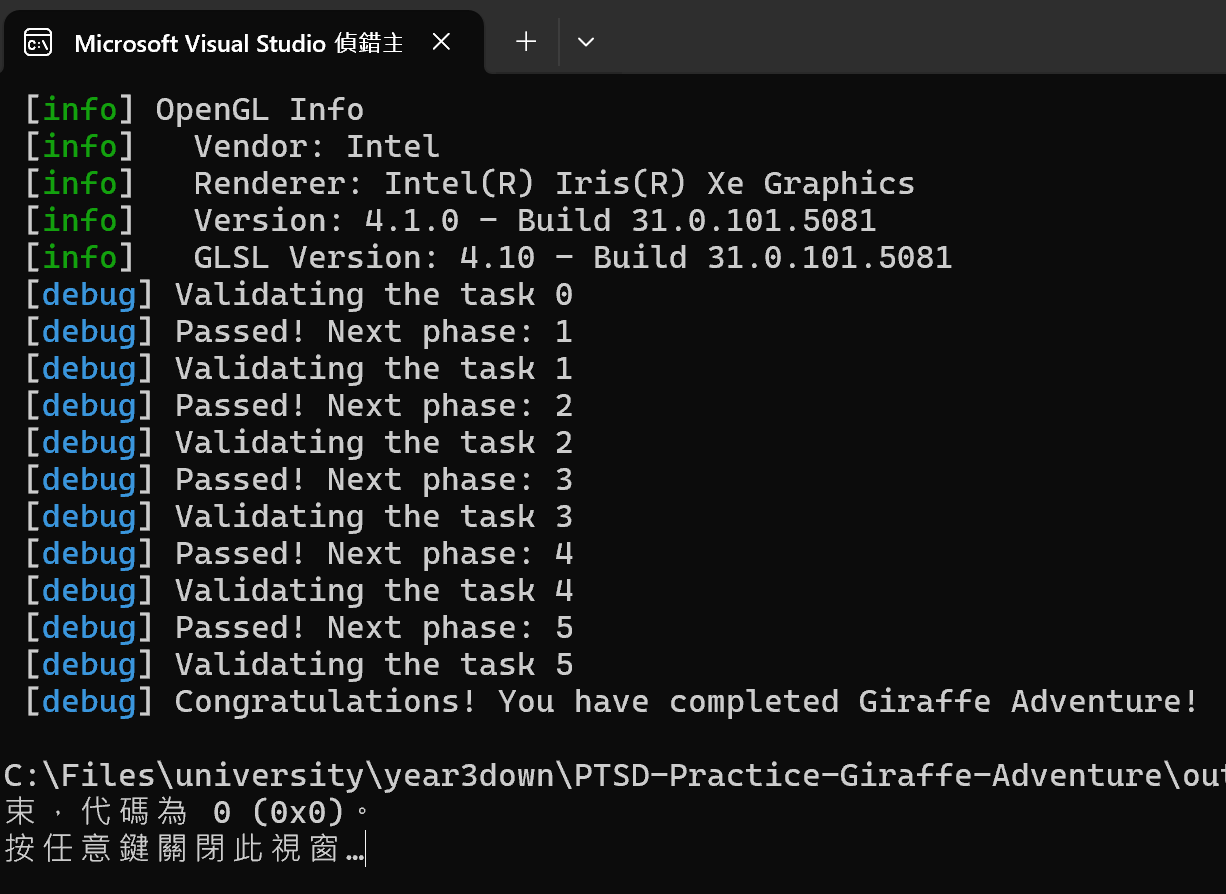 Microsoft Visual Studio 偵錯主
[info] OpenGL Info
[info]   Vendor: Intel
[info]   Renderer: Intel(R) Iris(R) Xe Graphics
[info]   Version: 4.1.0 - Build 31.0.101.5081
[info]   GLSL Version: 4.10 - Build 31.0.101.5081
[debug] Validating the task 0
[debug] Passed! Next phase: 1
[debug] Validating the task 1
[debug] Passed! Next phase: 2
[debug] Validating the task 2
[debug] Passed! Next phase: 3
[debug] Validating the task 3
[debug] Passed! Next phase: 4
[debug] Validating the task 4
[debug] Passed! Next phase: 5
[debug] Validating the task 5
[debug] Congratulations! You have completed Giraffe Adventure!
C:\Files\university\year3down\PTSD-Practice-Giraffe-Adventure\out
束，代碼為 0 (0x0)。
按任意鍵關閉此視窗…